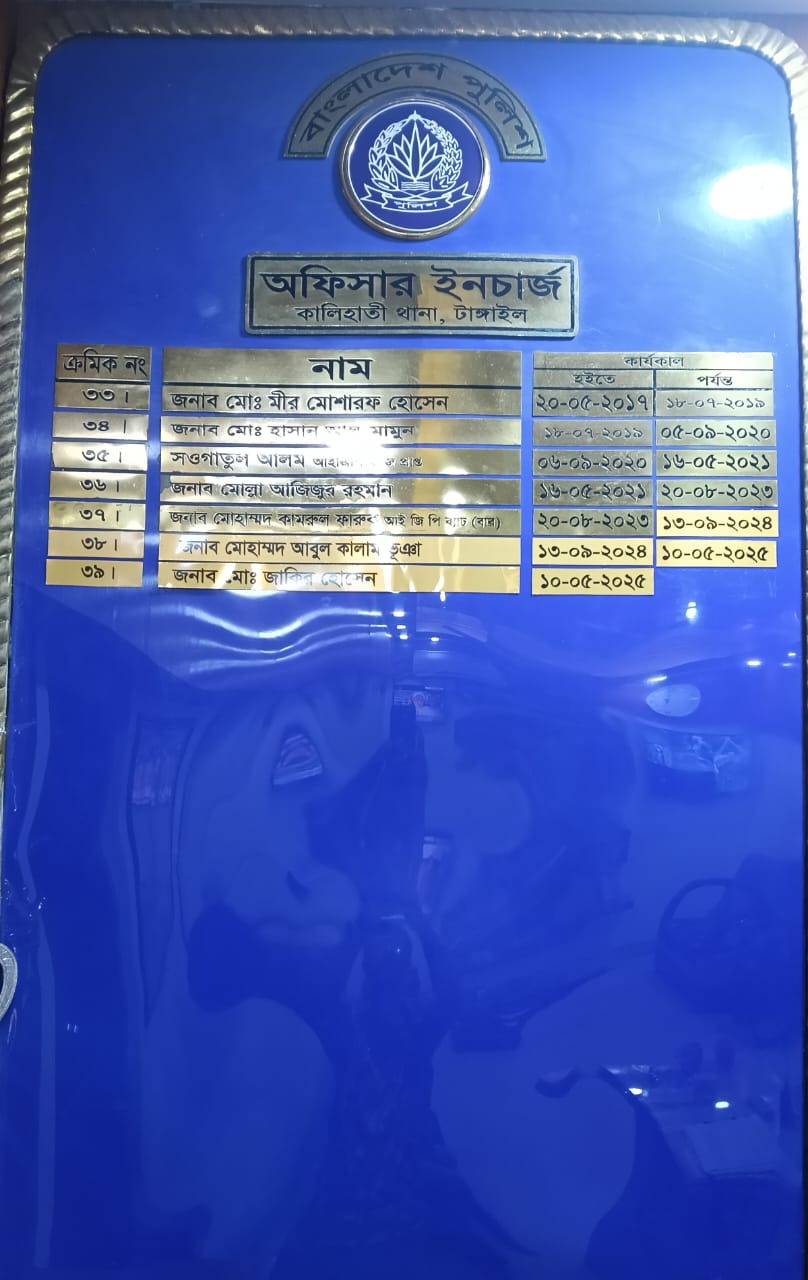 বাংলাদেশ পুলিশ
পুলিশ
অফিসার ইনচার্জ
কালিহাতী থানা, টাঙ্গাইল
ক্রমিক নং নাম কার্যকাল
হইতে পর্যন্ত
৩৩। জনাব মোঃ মীর মোশারফ হোসেন ২০-০৫-২০১৭ ১৮-০৭-২০১৯
৩৪। জনাব মোঃ হাসান আল মামুন ১৮-০৭-২০১৯ ০৫-০৯-২০২০
৩৫। সওগাতুল আলম প্রাপ্ত ০৬-০৯-২০২০ ১৬-০৫-২০২১
৩৬। জনাব মোল্লা আজিজুর রহমান ১৬-০৫-২০২১ ২০-০৮-২০২৩
৩৭। জনাব মোহাম্মদ কামরুল ফারুক আই জি পি ব্যাচ (বার) ২০-০৮-২০২৩ ১৩-০৯-২০২৪
৩৮। জনাব মোহাম্মদ আবুল কালাম ভূঞা ১৩-০৯-২০২৪ ১০-০৫-২০২৫
৩৯। জনাব মোঃ জাকির হোসেন ১০-০৫-২০২৫